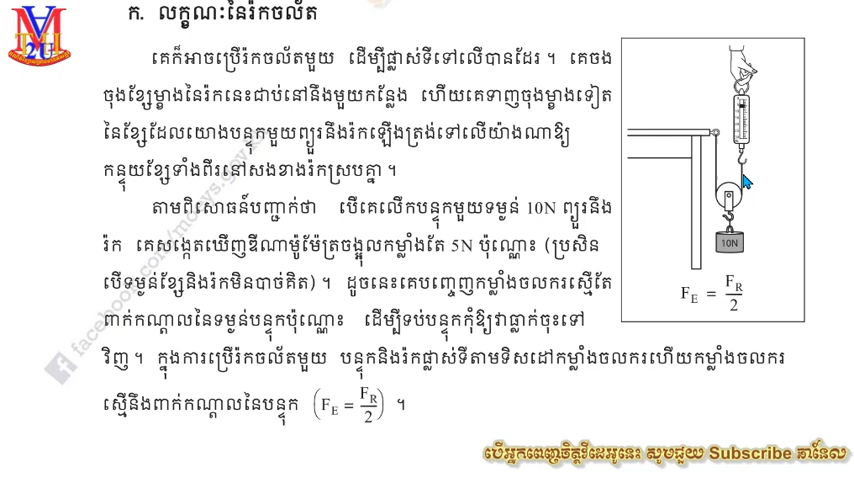 MVT
2U
ក. លក្ខណៈនៃរ៉កចល័ត
គេក៏អាចប្រើរ៉កចល័តមួយ ដើម្បីផ្លាស់ទីទៅលើបានដែរ ។ គេចង
ចុងខ្សែម្ខាងនៃរ៉កនេះជាប់នៅនឹងមួយកន្លែង ហើយគេទាញចុងម្ខាងទៀត
នៃខ្សែដែលយោងបន្ទុកមួយព្យួរនឹងរ៉កឡើងត្រង់ទៅលើយ៉ាងណាឱ្យ
កន្ទុយខ្សែទាំងពីរនៅសងខាងរ៉កស្របគ្នា ។
តាមពិសោធន៍បញ្ជាក់ថា បើគេលើកបន្ទុកមួយទម្ងន់ 10N ព្យួរនឹង
រ៉ក គេសង្កេតឃើញឌីណាម៉ូម៉ែត្រចង្អុលកម្លាំងតែ 5N ប៉ុណ្ណោះ (ប្រសិន
បើទម្ងន់ខ្សែនិងរ៉កមិនបាច់គិត) ។ ដូចនេះគេបញ្ចេញកម្លាំងចលករស្មើតែ
ពាក់កណ្តាលនៃទម្ងន់បន្ទុកប៉ុណ្ណោះ ដើម្បីទប់បន្ទុកកុំឱ្យវាធ្លាក់ចុះទៅ
វិញ ។ ក្នុងការប្រើរ៉កចល័តមួយ បន្ទុកនិងរ៉កផ្លាស់ទីតាមទិសដៅកម្លាំងចលករហើយកម្លាំងចលករ
ស្មើនឹងពាក់កណ្តាលនៃបន្ទុក (F_E = F_R/2) ។
10N
F_E = F_R/2
facebook.com/moeys.gov.kh
បើអ្នកពេញចិត្តវីដេអូនេះ សូមជួយ Subscribe ឆានែល